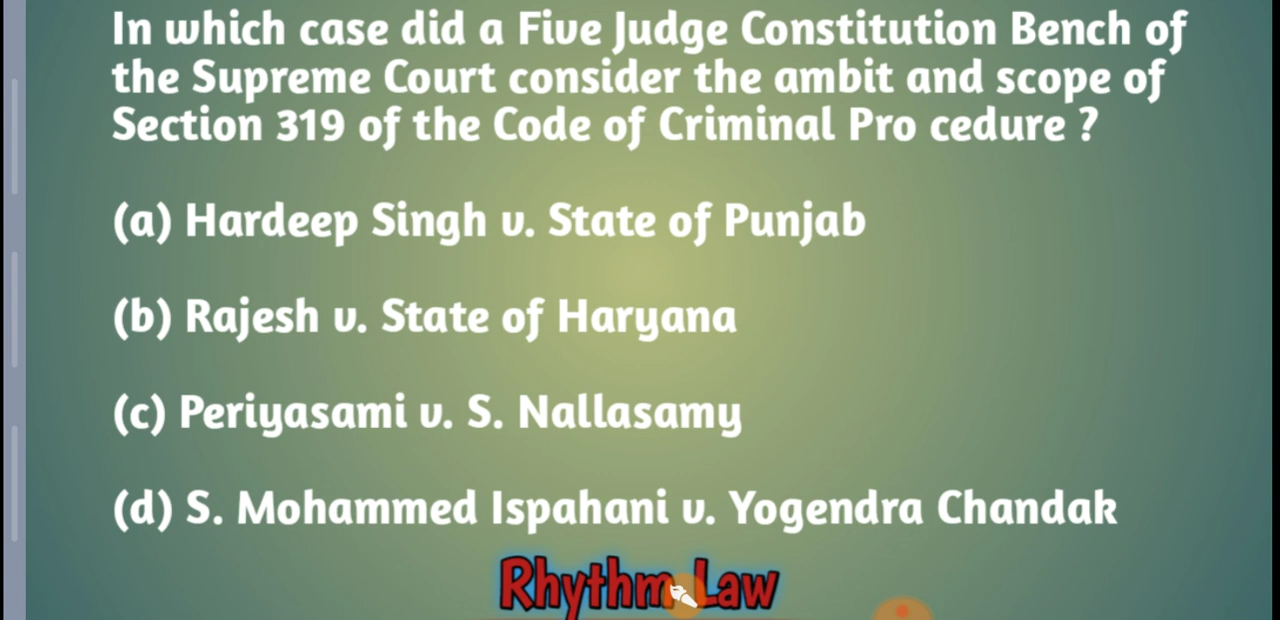 In which case did a Five Judge Constitution Bench of
the Supreme Court consider the ambit and scope of
Section 319 of the Code of Criminal Pro cedure ?
(a) Hardeep Singh v. State of Punjab
(b) Rajesh v. State of Haryana
(c) Periyasami v. S. Nallasamy
(d) S. Mohammed Ispahani v. Yogendra Chandak
Rhythm Law